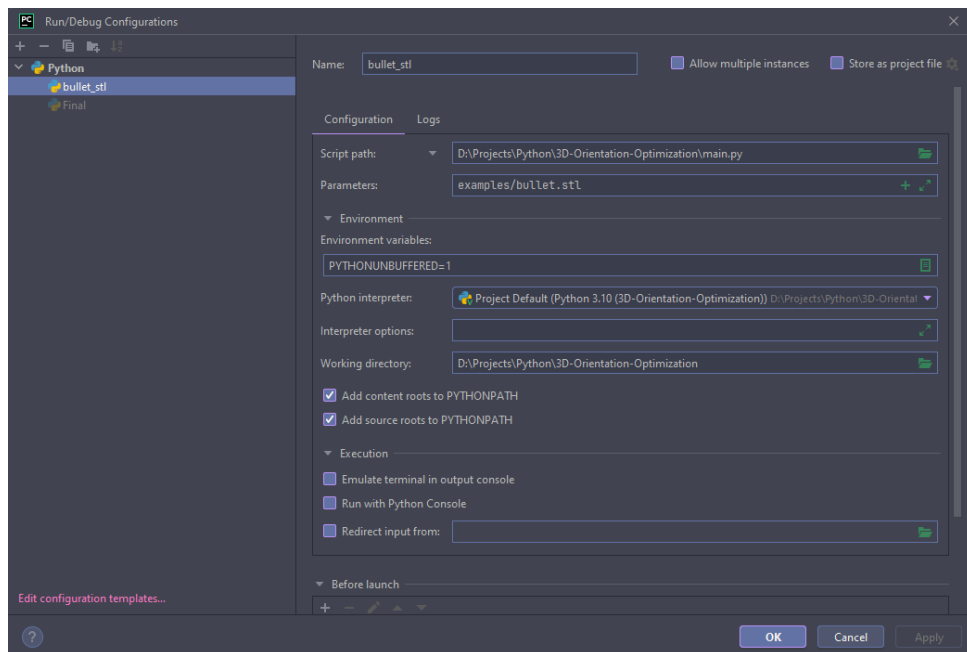 PC Run/Debug Configurations
Python
bullet_stl
Final
Edit configuration templates...
Name: bullet_stl Allow multiple instances Store as project file
Configuration Logs
Script path: D:\Projects\Python\3D-Orientation-Optimization\main.py
Parameters: examples/bullet.stl
Environment
Environment variables:
PYTHONUNBUFFERED=1
Python interpreter: Project Default (Python 3.10 (3D-Orientation-Optimization)) D:\Projects\Python\3D-Oriental
Interpreter options:
Working directory: D:\Projects\Python\3D-Orientation-Optimization
Add content roots to PYTHONPATH
Add source roots to PYTHONPATH
Execution
Emulate terminal in output console
Run with Python Console
Redirect input from:
Before launch
? OK Cancel Apply